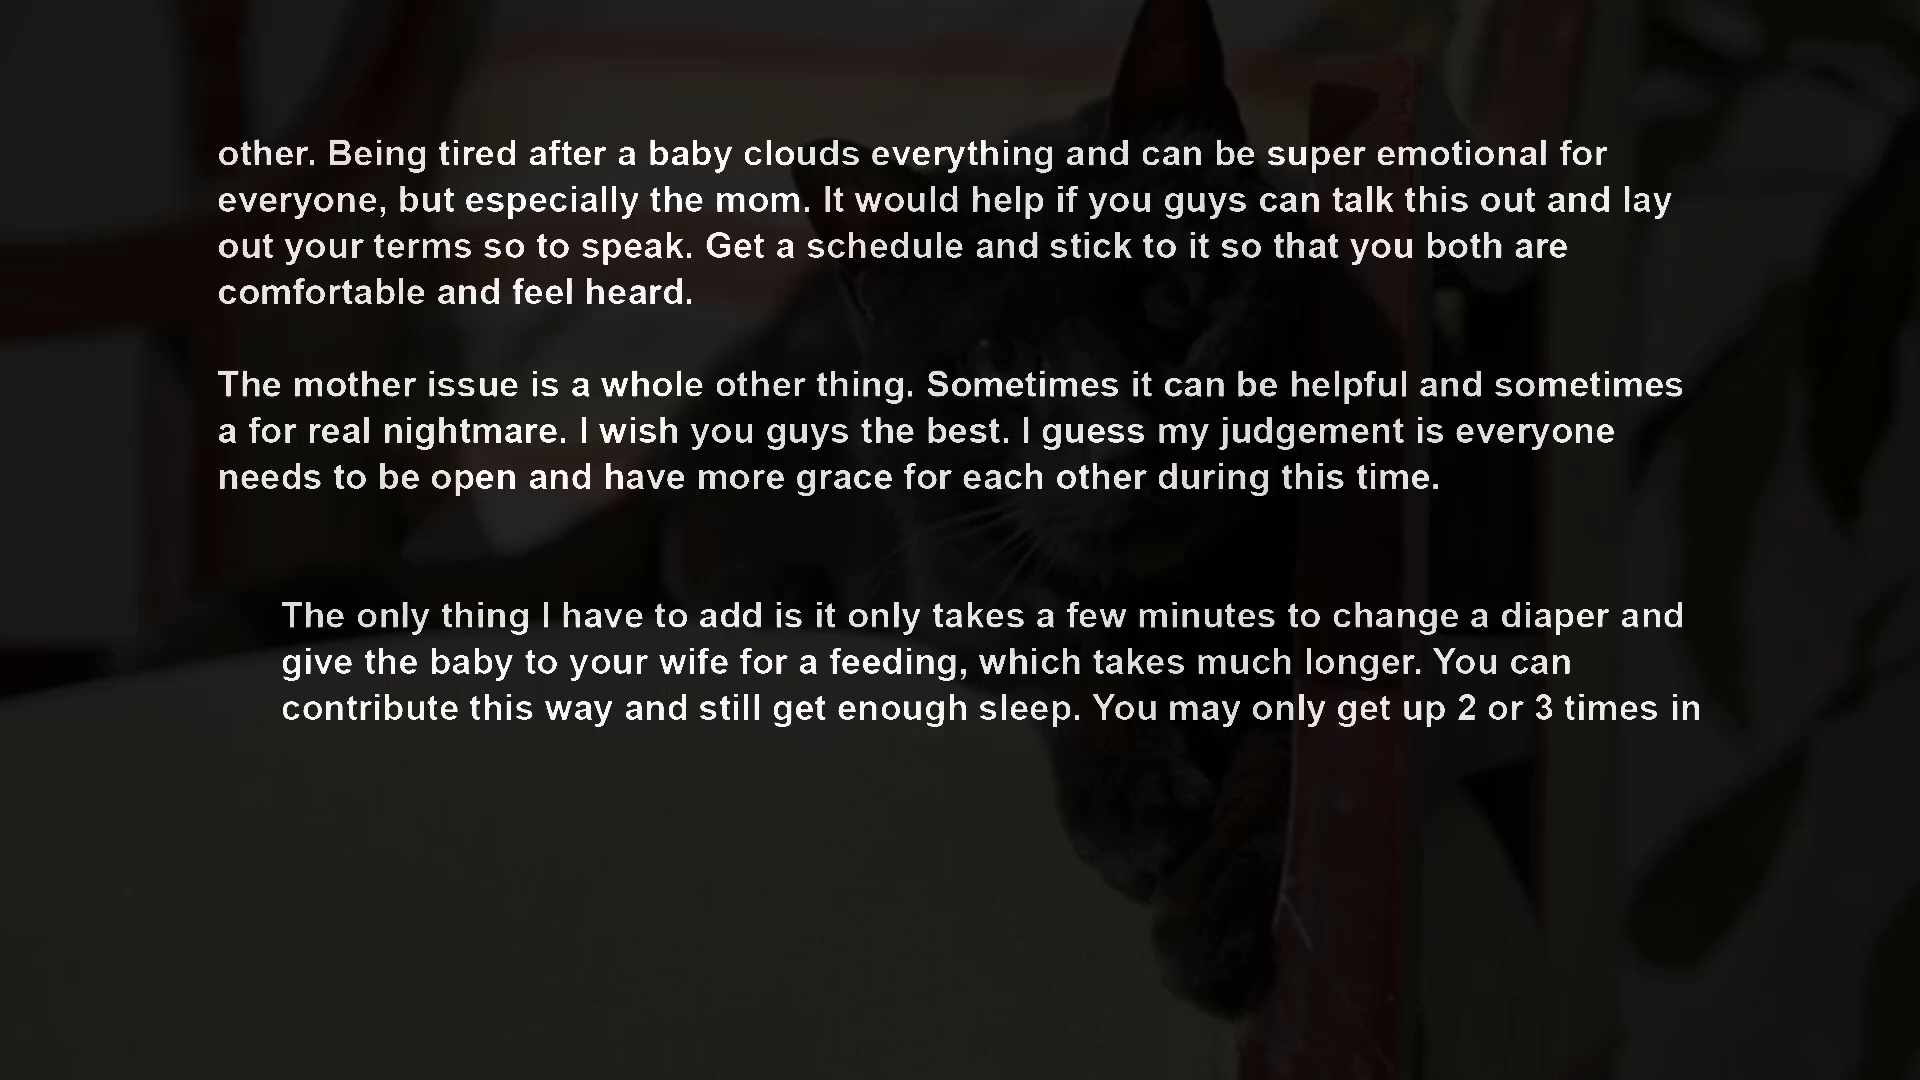 other. Being tired after a baby clouds everything and can be super emotional for
everyone, but especially the mom. It would help if you guys can talk this out and lay
out your terms so to speak. Get a schedule and stick to it so that you both are
comfortable and feel heard.
The mother issue is a whole other thing. Sometimes it can be helpful and sometimes
a for real nightmare. I wish you guys the best. I guess my judgement is everyone
needs to be open and have more grace for each other during this time.
The only thing I have to add is it only takes a few minutes to change a diaper and
give the baby to your wife for a feeding, which takes much longer. You can
contribute this way and still get enough sleep. You may only get up 2 or 3 times in